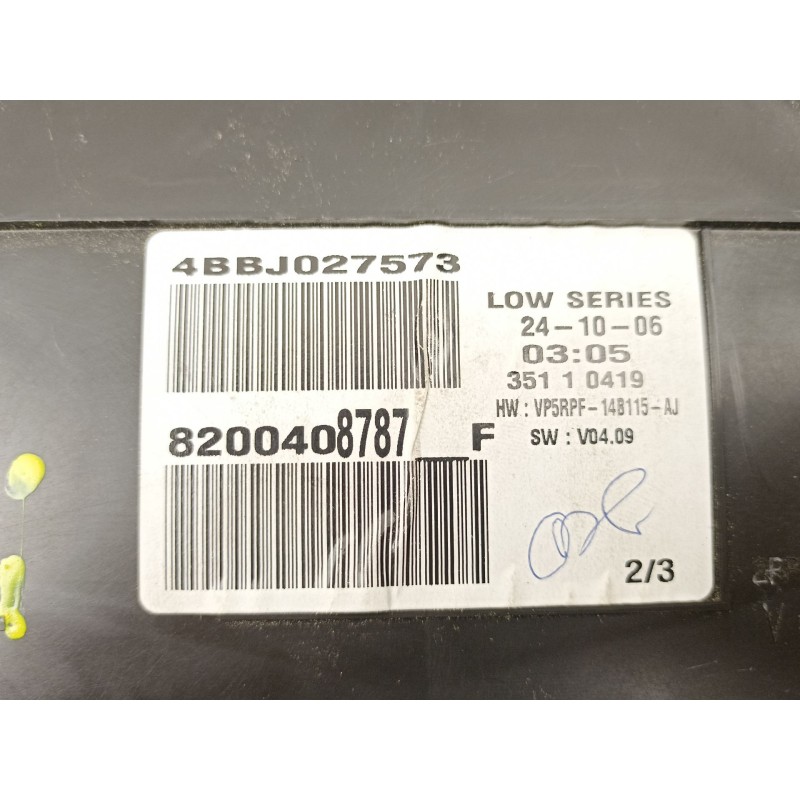 4BBJ027573
LOW SERIES
24-10-06
03:05
351 1 0419
HW : VP5RPF-14B115-AJ
8200408787__F
SW : V04.09
2/3